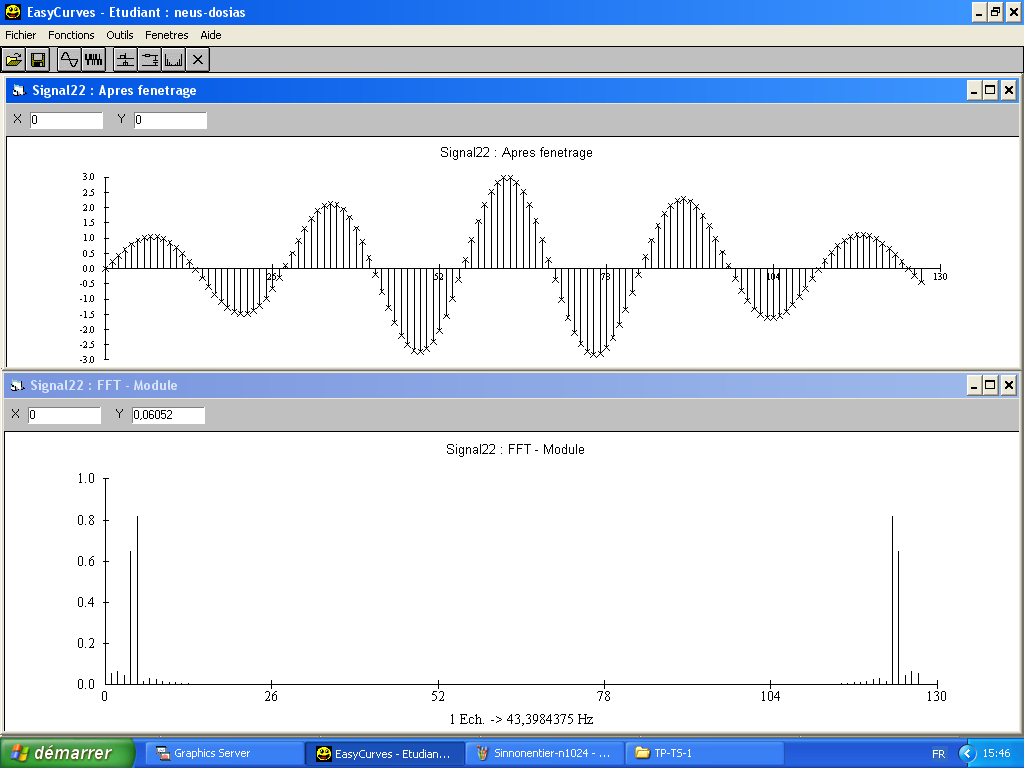 EasyCurves - Etudiant : neus-dosias
Fichier Fonctions Outils Fenetres Aide
Signal22 : Apres fenetrage
X 0 Y 0
Signal22 : Apres fenetrage
3.0
2.5
2.0
1.5
1.0
0.5
0.0
-0.5
-1.0
-1.5
-2.0
-2.5
-3.0
26 52 78 104 130
Signal22 : FFT - Module
X 0 Y 0,06052
Signal22 : FFT - Module
1.0
0.8
0.6
0.4
0.2
0.0
0 26 52 78 104 130
1 Ech. -> 43,3984375 Hz
démarrer Graphics Server EasyCurves - Etudian... Sinnonentier-n1024 - ... TP-TS-1 FR 15:46